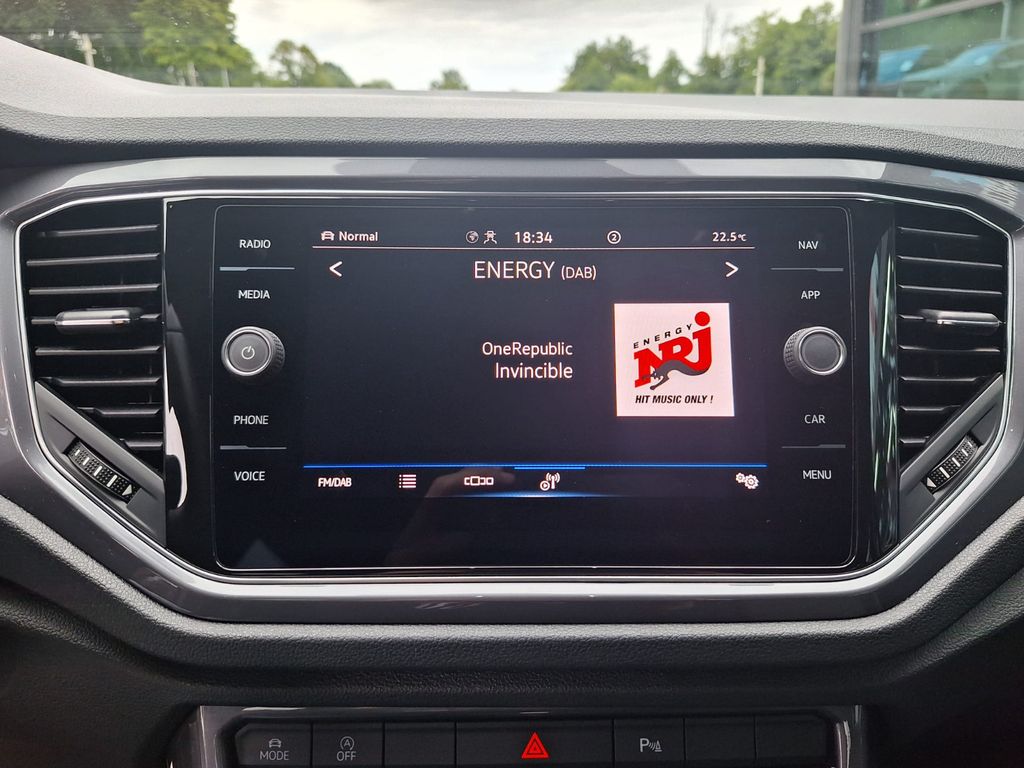 RADIO
MEDIA
PHONE
VOICE
Normal
18:34
2
22.5°C
< ENERGY (DAB) >
OneRepublic
Invincible
ENERGY
NRJ
HIT MUSIC ONLY !
FM/DAB
NAV
APP
CAR
MENU
MODE
A
OFF
P